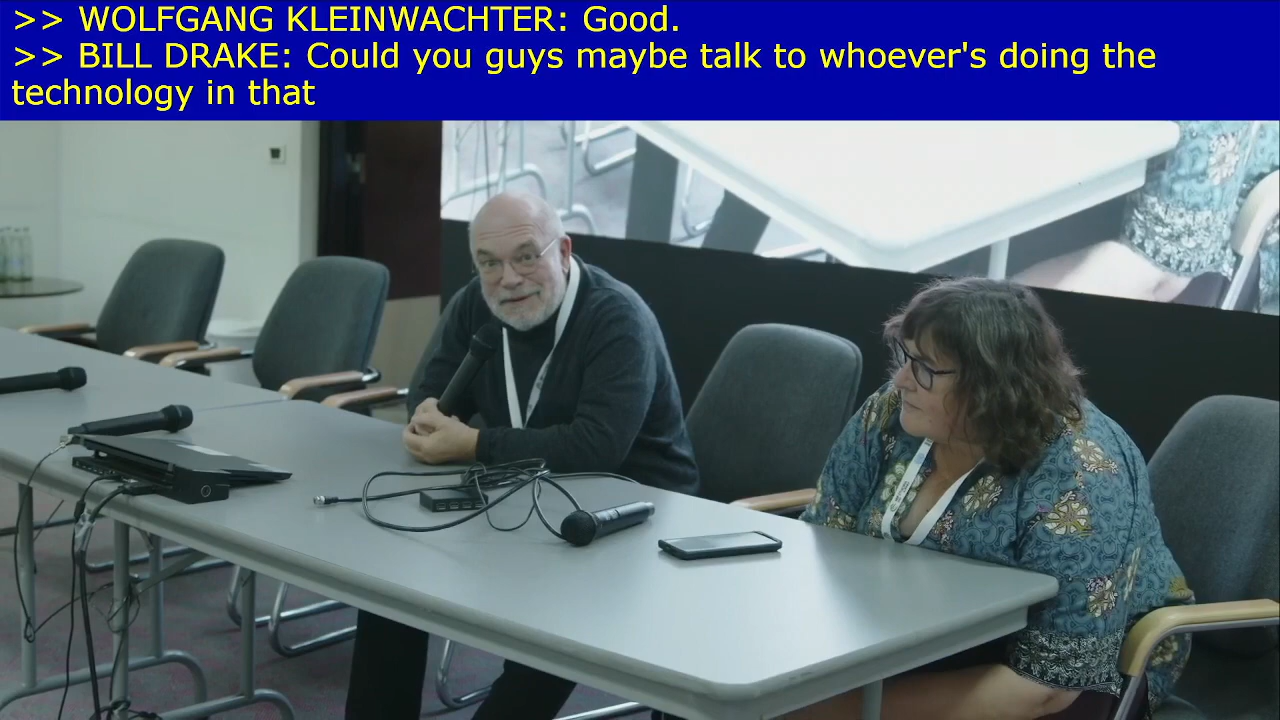 >> WOLFGANG KLEINWACHTER: Good.
>> BILL DRAKE: Could you guys maybe talk to whoever's doing the
technology in that